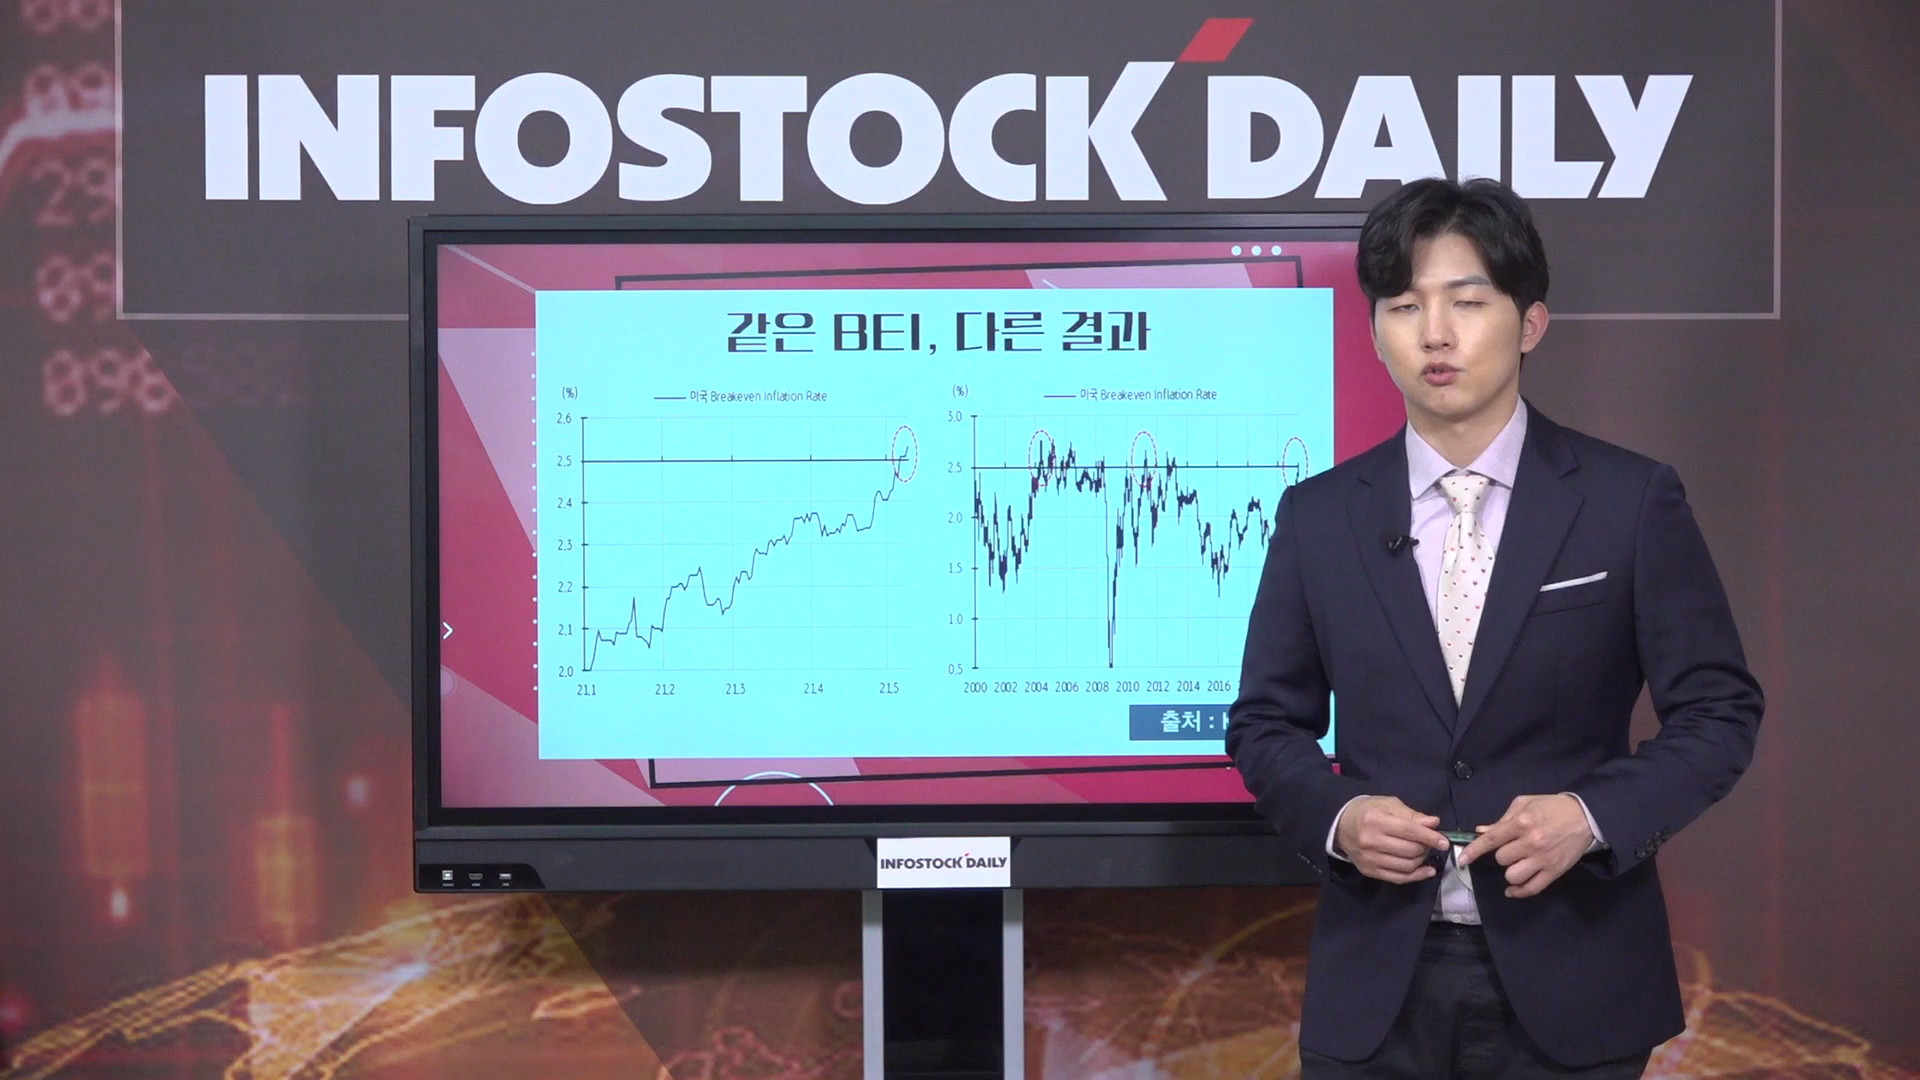 INFOSTOCK DAILY
같은 BEI, 다른 결과
(%)
미국 Breakeven Inflation Rate
2.6
2.5
2.4
2.3
2.2
2.1
2.0
21.1 21.2 21.3 21.4 21.5
(%)
미국 Breakeven Inflation Rate
3.0
2.5
2.0
1.5
1.0
0.5
2000 2002 2004 2006 2008 2010 2012 2014 2016
출처 :
INFOSTOCK DAILY